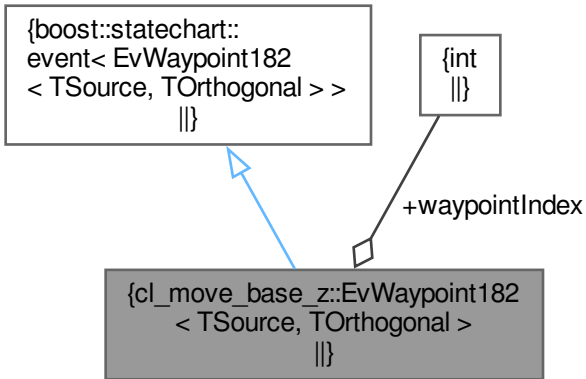 {boost::statechart::
event< EvWaypoint182
< TSource, TOrthogonal > >
||}
{int
||}
+waypointIndex
{cl_move_base_z::EvWaypoint182
< TSource, TOrthogonal >
||}